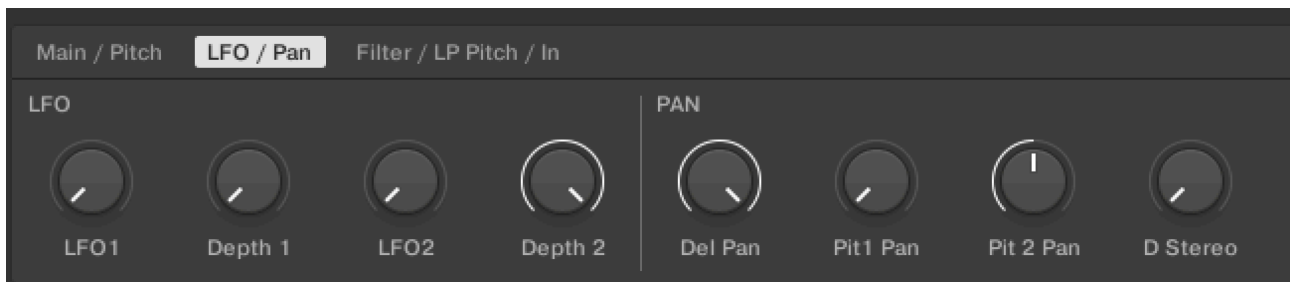 Main / Pitch LFO / Pan Filter / LP Pitch / In
LFO PAN
LFO1 Depth 1 LFO2 Depth 2 Del Pan Pit1 Pan Pit 2 Pan D Stereo